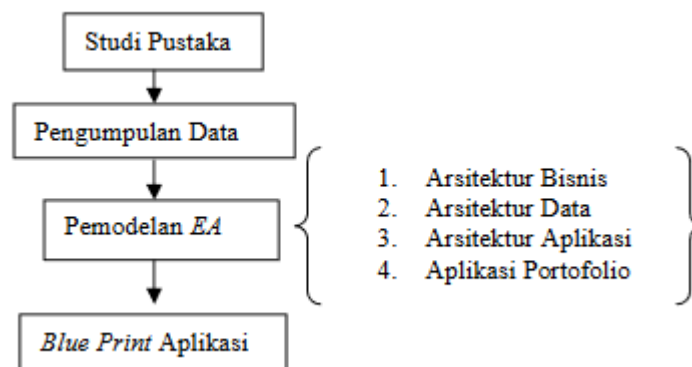 Studi Pustaka
Pengumpulan Data
Pemodelan EA
1. Arsitektur Bisnis
2. Arsitektur Data
3. Arsitektur Aplikasi
4. Aplikasi Portofolio
Blue Print Aplikasi